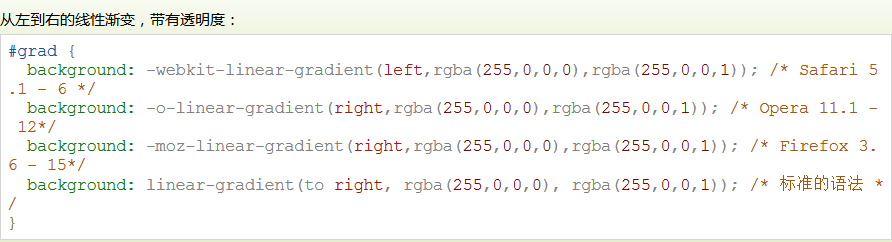 从左到右的线性渐变，带有透明度：
#grad {
  background: -webkit-linear-gradient(left,rgba(255,0,0,0),rgba(255,0,0,1)); /* Safari 5
.1 - 6 */
  background: -o-linear-gradient(right,rgba(255,0,0,0),rgba(255,0,0,1)); /* Opera 11.1 -
 12*/
  background: -moz-linear-gradient(right,rgba(255,0,0,0),rgba(255,0,0,1)); /* Firefox 3.
6 - 15*/
  background: linear-gradient(to right, rgba(255,0,0,0), rgba(255,0,0,1)); /* 标准的语法 *
/
}